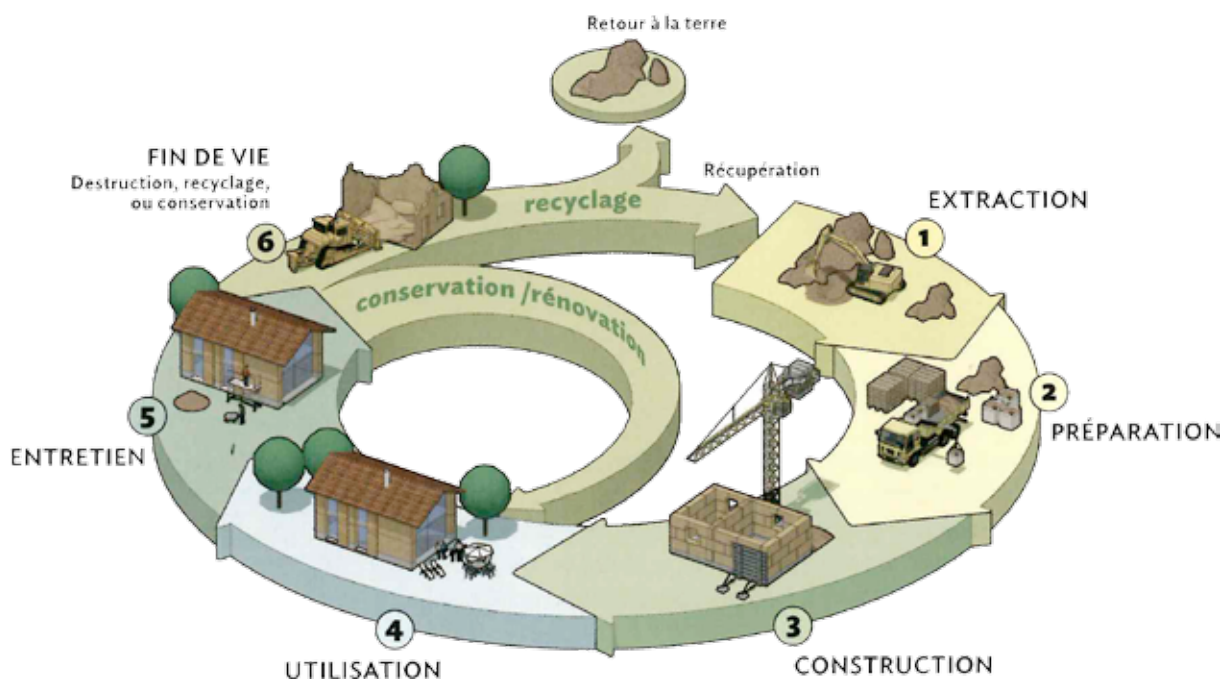 Retour à la terre
FIN DE VIE
Destruction, recyclage,
ou conservation
Récupération
recyclage
EXTRACTION
1
6
conservation /rénovation
2
PRÉPARATION
5
ENTRETIEN
3
CONSTRUCTION
4
UTILISATION